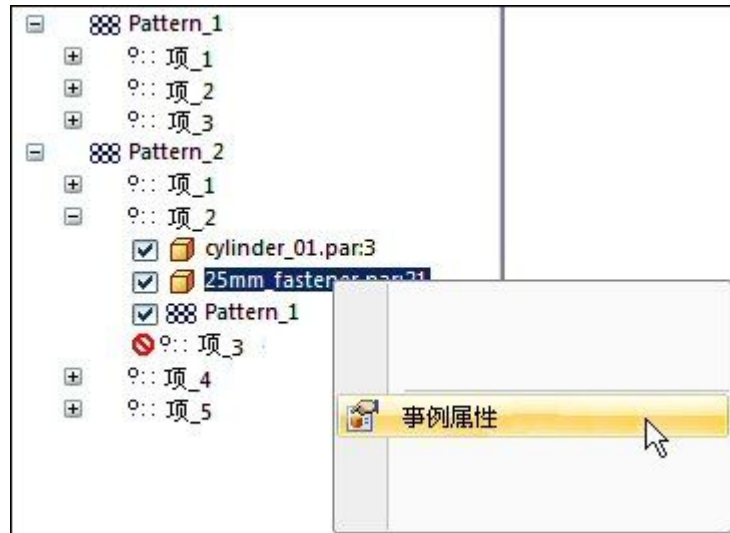 Pattern_1
项_1
项_2
项_3
Pattern_2
项_1
项_2
cylinder_01.par:3
25mm_fastener.par:21
Pattern_1
项_3
项_4
项_5
事例属性